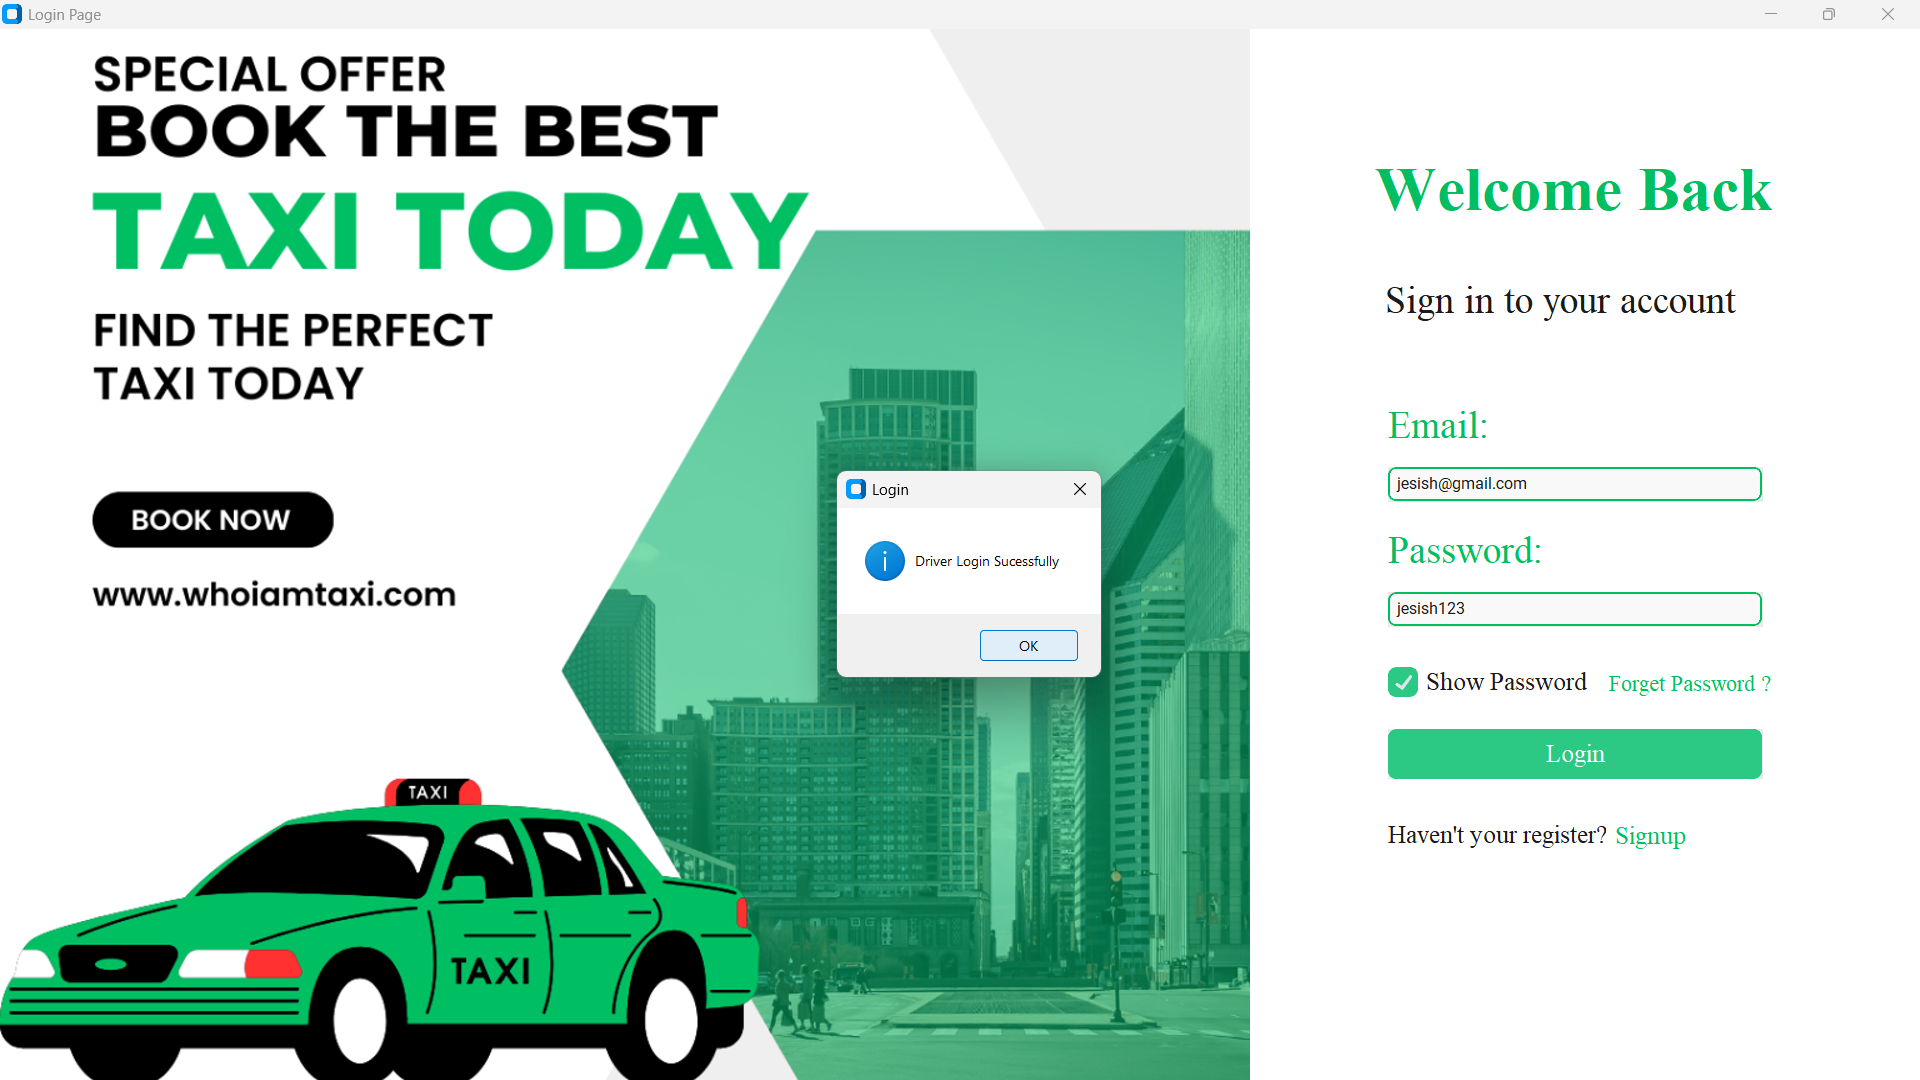 Login Page
SPECIAL OFFER
BOOK THE BEST
TAXI TODAY
FIND THE PERFECT
TAXI TODAY
BOOK NOW
www.whoiamtaxi.com
TAXI
TAXI
Login
Driver Login Sucessfully
OK
Welcome Back
Sign in to your account
Email:
jesish@gmail.com
Password:
jesish123
Show Password Forget Password ?
Login
Haven't your register? Signup